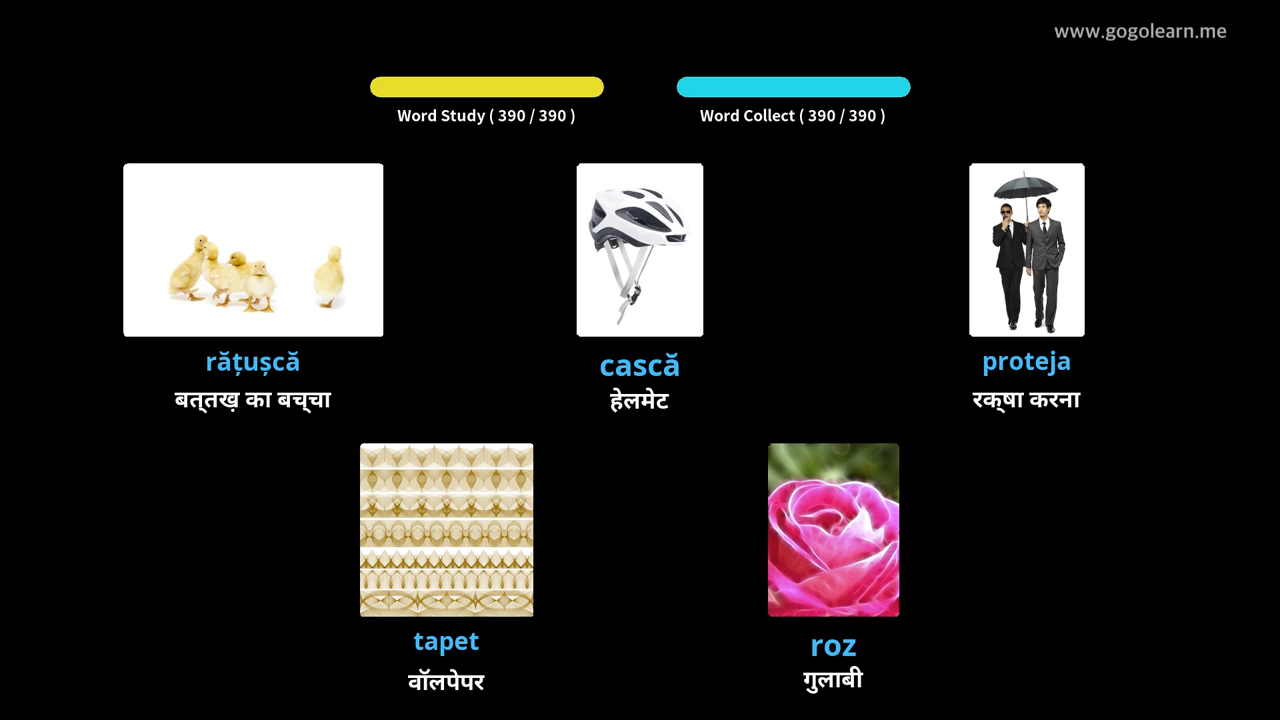 www.gogolearn.me
Word Study ( 390 / 390 )
Word Collect ( 390 / 390 )
rățușcă
cască
proteja
बत्तख़ का बच्चा
हेलमेट
रक्षा करना
tapet
roz
वॉलपेपर
गुलाबी